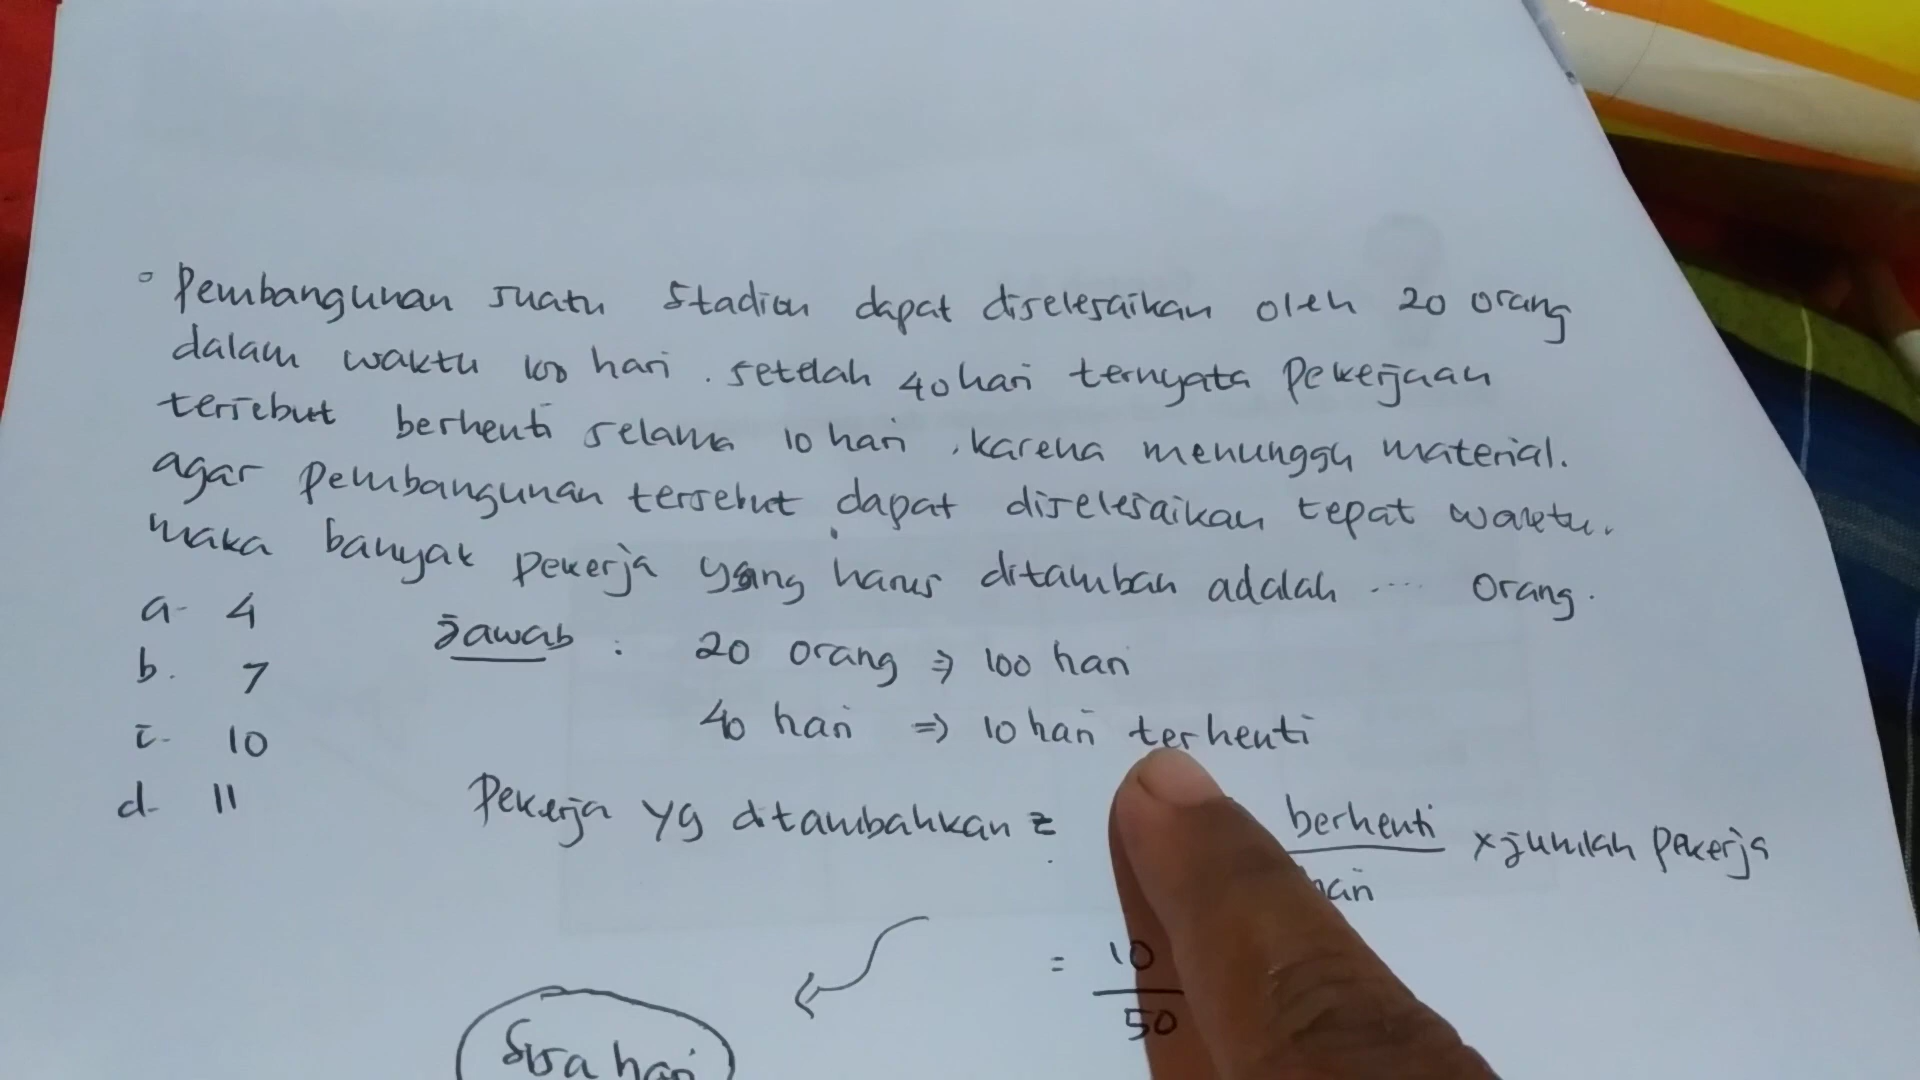 Pembangunan suatu stadion dapat diselesaikan oleh 20 orang
dalam waktu 100 hari. setelah 40 hari ternyata Pekerjaan
tersebut berhenti selama 10 hari, karena menunggu material.
agar Pembangunan tersebut dapat diselesaikan tepat waktu.
maka banyak pekerja yang harus ditambah adalah .... orang.
a. 4
b. 7
c. 10
d. 11
Jawab : 20 orang ⇒ 100 hari
40 hari ⇒ 10 hari terhenti
Pekerja yg ditambahkan = berhenti x jumlah pekerja
hari
= 10
50
Sisa hari